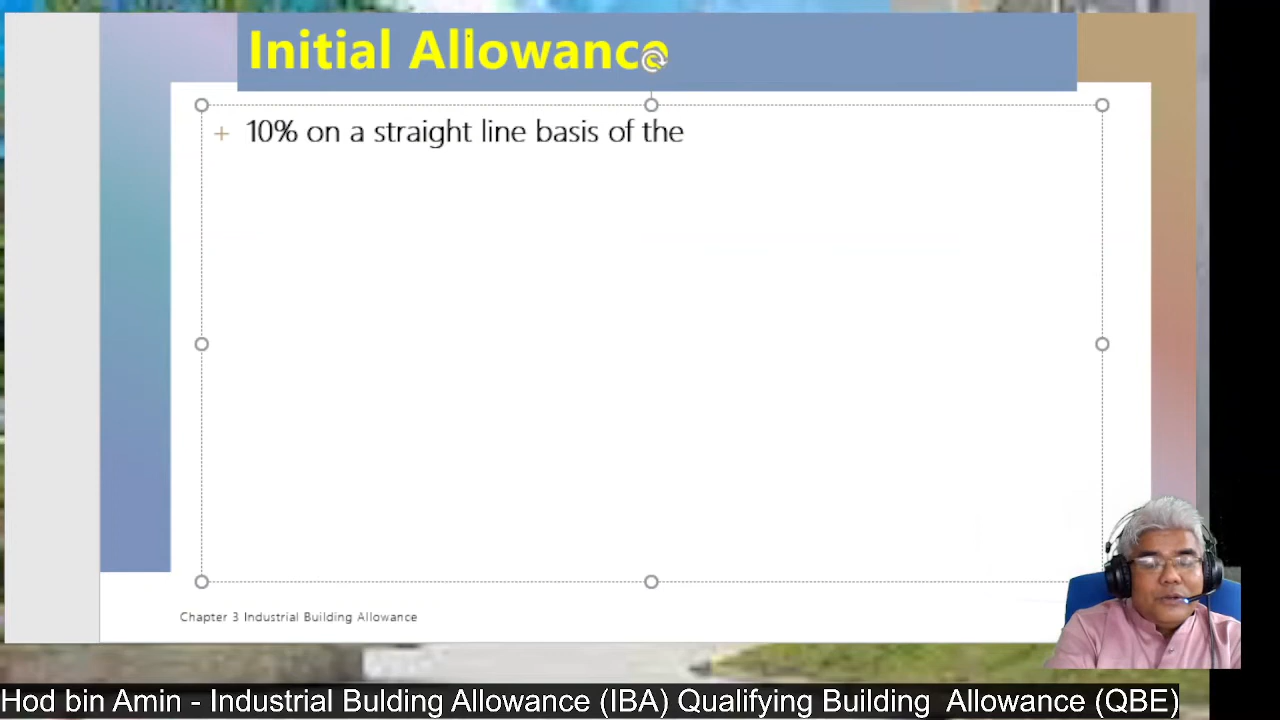 Initial Allowance
+ 10% on a straight line basis of the
Chapter 3 Industrial Building Allowance
Hod bin Amin - Industrial Bulding Allowance (IBA) Qualifying Building Allowance (QBE)